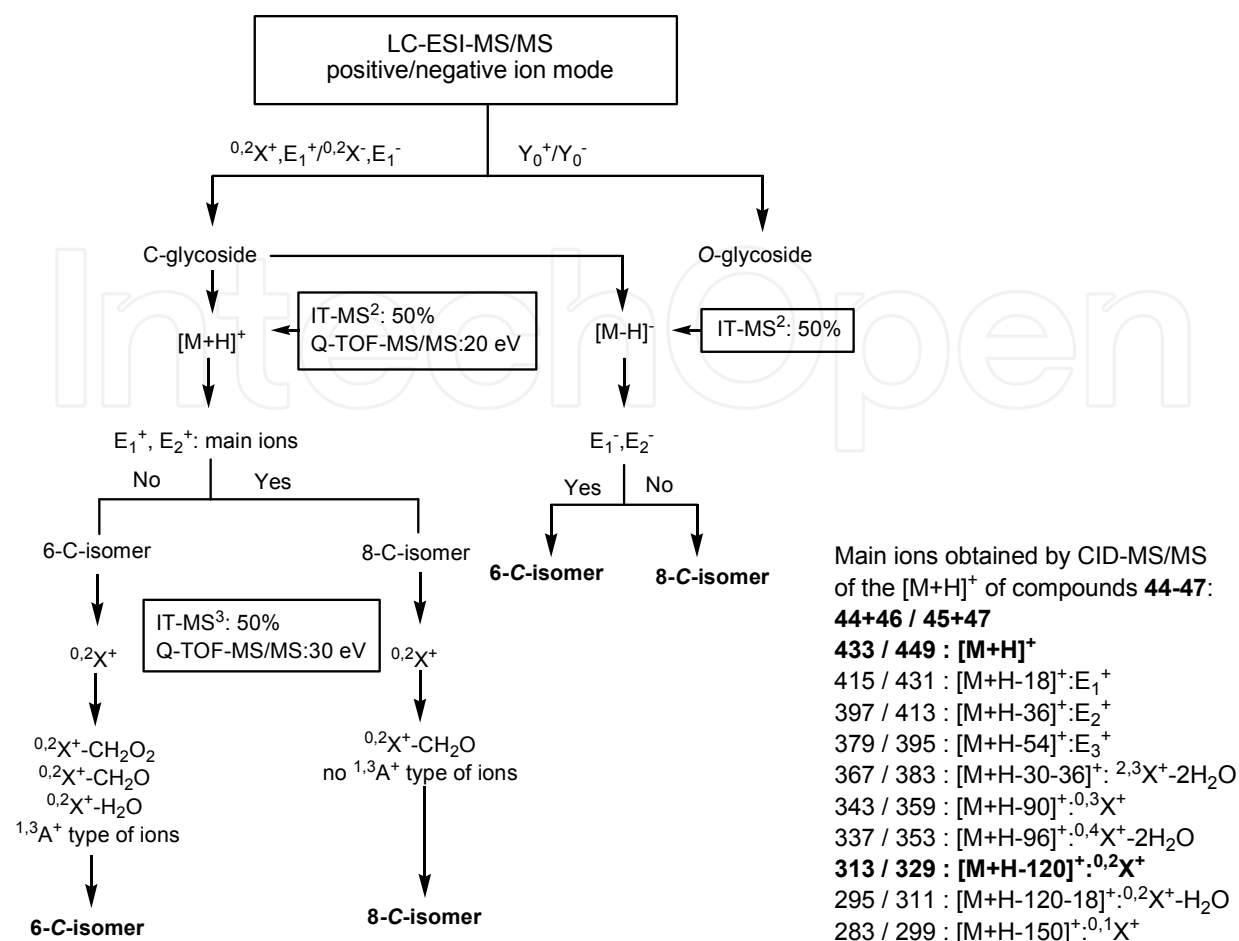 LC-ESI-MS/MS
positive/negative ion mode
⁰,²X⁺,E₁⁺/⁰,²X⁻,E₁⁻
Y₀⁺/Y₀⁻
C-glycoside
O-glycoside
IT-MS²: 50%
Q-TOF-MS/MS:20 eV
[M+H]⁺
[M-H]⁻
IT-MS²: 50%
E₁⁺, E₂⁺: main ions
E₁⁻,E₂⁻
No
Yes
Yes
No
6-C-isomer
8-C-isomer
6-C-isomer
8-C-isomer
IT-MS³: 50%
Q-TOF-MS/MS:30 eV
⁰,²X⁺
⁰,²X⁺
⁰,²X⁺-CH₂O₂
⁰,²X⁺-CH₂O
⁰,²X⁺-H₂O
¹,³A⁺ type of ions
⁰,²X⁺-CH₂O
no ¹,³A⁺ type of ions
6-C-isomer
8-C-isomer
Main ions obtained by CID-MS/MS
of the [M+H]⁺ of compounds 44-47:
44+46 / 45+47
433 / 449 : [M+H]⁺
415 / 431 : [M+H-18]⁺:E₁⁺
397 / 413 : [M+H-36]⁺:E₂⁺
379 / 395 : [M+H-54]⁺:E₃⁺
367 / 383 : [M+H-30-36]⁺: ²,³X⁺-2H₂O
343 / 359 : [M+H-90]⁺:⁰,³X⁺
337 / 353 : [M+H-96]⁺:⁰,⁴X⁺-2H₂O
313 / 329 : [M+H-120]⁺:⁰,²X⁺
295 / 311 : [M+H-120-18]⁺:⁰,²X⁺-H₂O
283 / 299 : [M+H-150]⁺:⁰,¹X⁺
IntechOpen